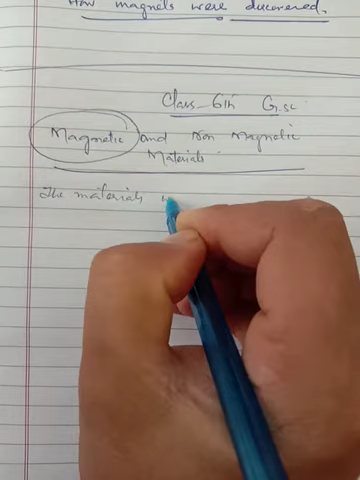 How magnets were discovered.
Class-6th G.sc
Magnetic and non magnetic
Materials
The materials